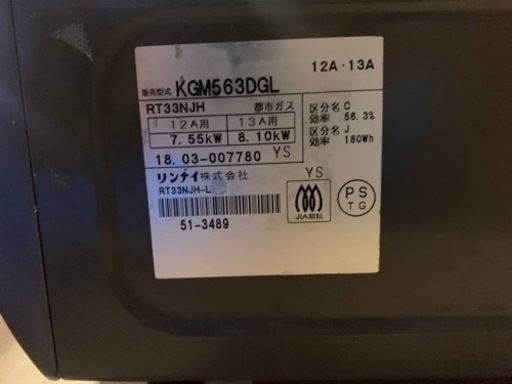 12A・13A
販売型式 KGM563DGL
RT33NJH 都市ガス
12A用 13A用
7.55kW 8.10kW
区分名 C
効率 56.3%
区分名 J
効率 180Wh
18.03-007780 YS
リンナイ株式会社
RT33NJH-L
YS
JIA認証
PS
TG
51-3489